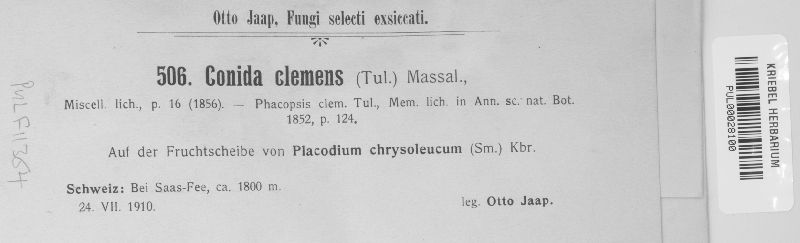 Otto Jaap, Fungi selecti exsiccati.
506. Conida clemens (Tul.) Massal.,
Miscell. lich., p. 16 (1856). — Phacopsis clem. Tul., Mem. lich. in Ann. sc. nat. Bot.
1852, p. 124.
Auf der Fruchtscheibe von Placodium chrysoleucum (Sm.) Kbr.
Schweiz: Bei Saas-Fee, ca. 1800 m.
24. VII. 1910.
leg. Otto Jaap.
PUL F11364
KRIEBEL HERBARIUM
PUL00028100